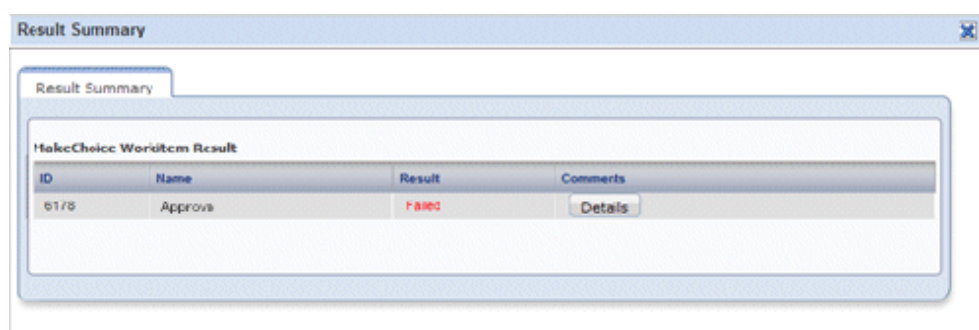 Result Summary
Result Summary
MakeChoice Workitem Result
ID Name Result Comments
6178 Approve Failed Details